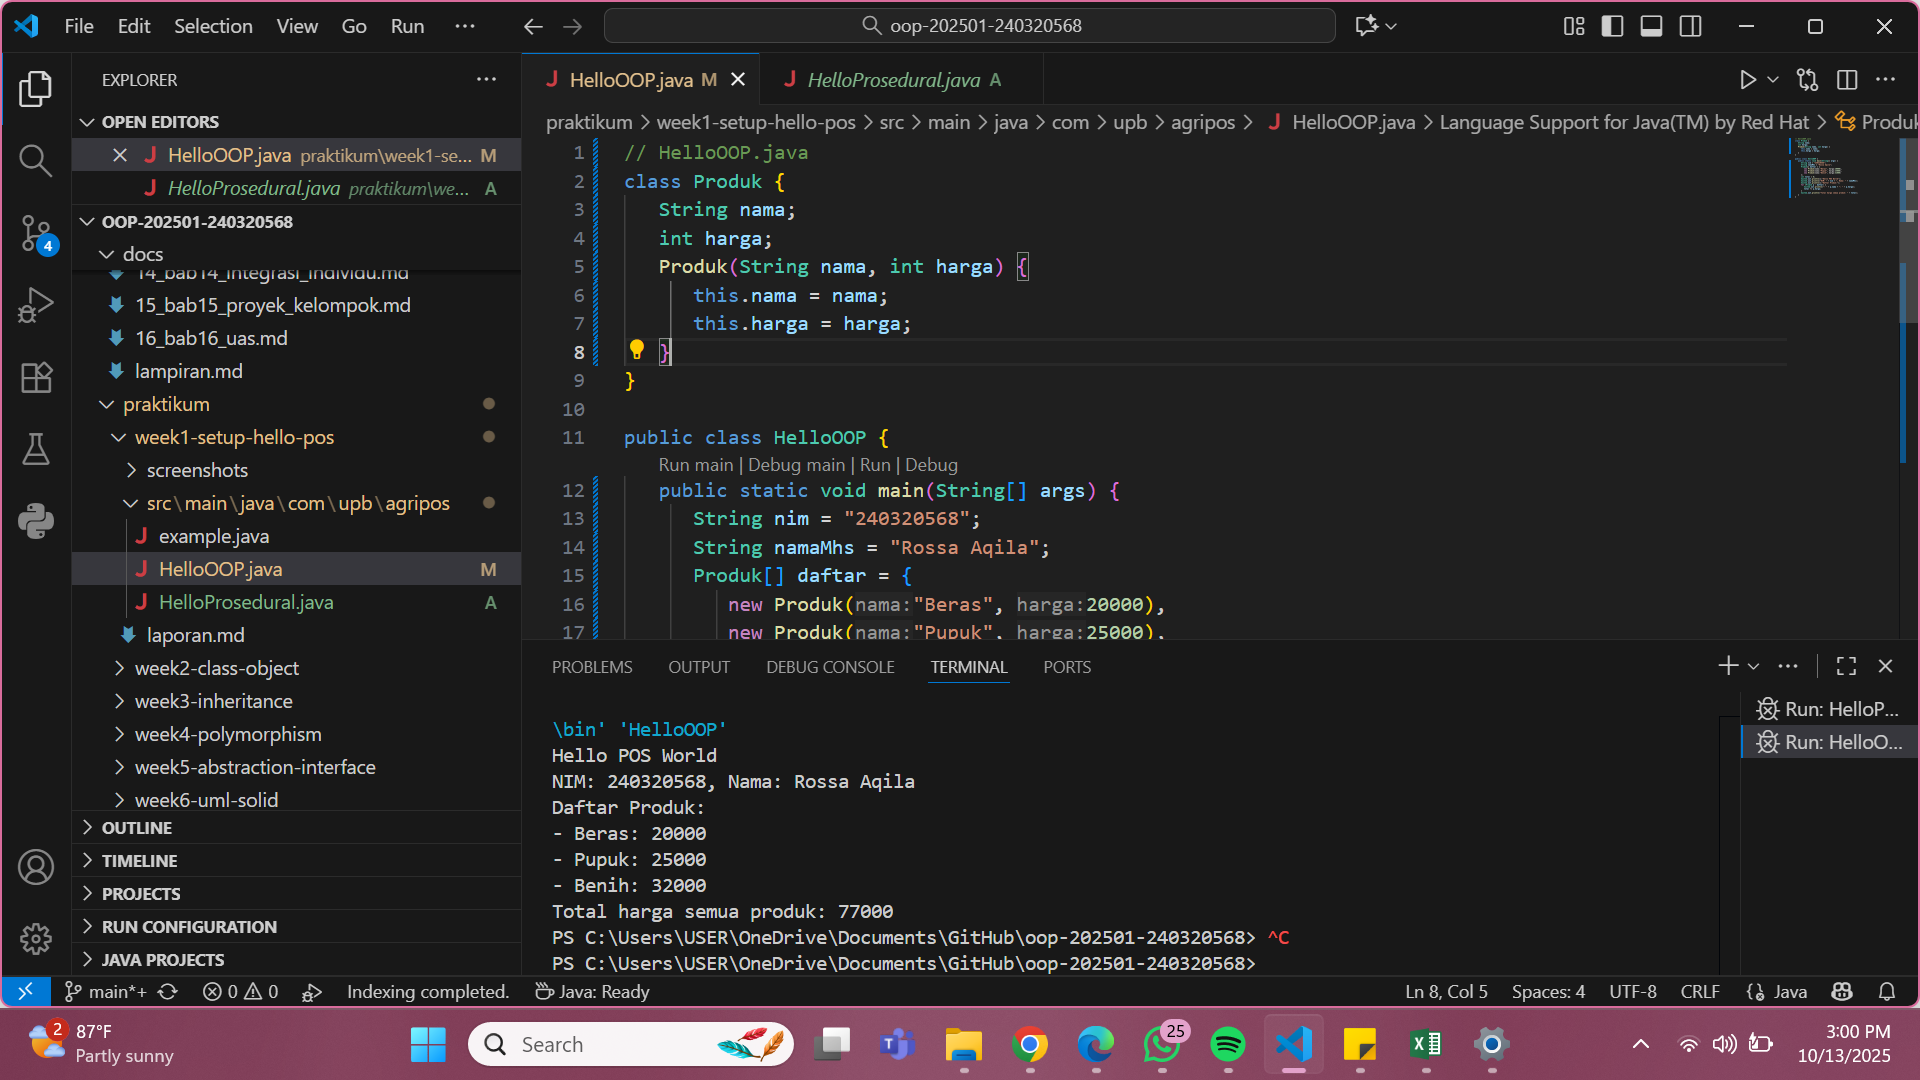 File Edit Selection View Go Run ···
oop-202501-240320568
EXPLORER
OPEN EDITORS
HelloOOP.java praktikum\week1-se... M
HelloProsedural.java praktikum\we... A
OOP-202501-240320568
docs
14_bab14_integrasi_individu.md
15_bab15_proyek_kelompok.md
16_bab16_uas.md
lampiran.md
praktikum
week1-setup-hello-pos
screenshots
src\main\java\com\upb\agripos
example.java
HelloOOP.java M
HelloProsedural.java A
laporan.md
week2-class-object
week3-inheritance
week4-polymorphism
week5-abstraction-interface
week6-uml-solid
OUTLINE
TIMELINE
PROJECTS
RUN CONFIGURATION
JAVA PROJECTS
4
HelloOOP.java M
HelloProsedural.java A
praktikum > week1-setup-hello-pos > src > main > java > com > upb > agripos > HelloOOP.java > Language Support for Java(TM) by Red Hat > Produk
1 // HelloOOP.java
2 class Produk {
3 String nama;
4 int harga;
5 Produk(String nama, int harga) {
6 this.nama = nama;
7 this.harga = harga;
8 }
9 }
10
11 public class HelloOOP {
Run main | Debug main | Run | Debug
12 public static void main(String[] args) {
13 String nim = "240320568";
14 String namaMhs = "Rossa Aqila";
15 Produk[] daftar = {
16 new Produk(nama:"Beras", harga:20000),
17 new Produk(nama:"Pupuk", harga:25000),
PROBLEMS OUTPUT DEBUG CONSOLE TERMINAL PORTS
\bin' 'HelloOOP'
Hello POS World
NIM: 240320568, Nama: Rossa Aqila
Daftar Produk:
- Beras: 20000
- Pupuk: 25000
- Benih: 32000
Total harga semua produk: 77000
PS C:\Users\USER\OneDrive\Documents\GitHub\oop-202501-240320568> ^C
PS C:\Users\USER\OneDrive\Documents\GitHub\oop-202501-240320568>
Run: HelloP...
Run: HelloO...
main*+ 0 0 Indexing completed. Java: Ready
Ln 8, Col 5 Spaces: 4 UTF-8 CRLF Java
2
87°F
Partly sunny
Search
25
3:00 PM
10/13/2025